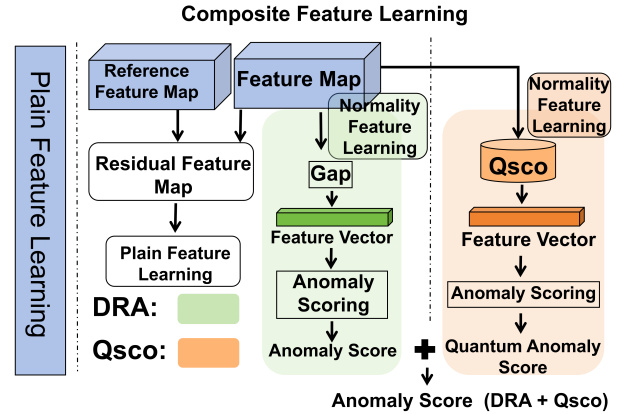 Composite Feature Learning
Plain Feature Learning
Reference
Feature Map
Feature Map
Normality
Feature
Learning
Normality
Feature
Learning
Residual Feature
Map
Gap
Qsco
Feature Vector
Feature Vector
Plain Feature
Learning
Anomaly
Scoring
Anomaly Scoring
DRA:
Qsco:
Anomaly Score
+
Quantum Anomaly
Score
Anomaly Score (DRA + Qsco)